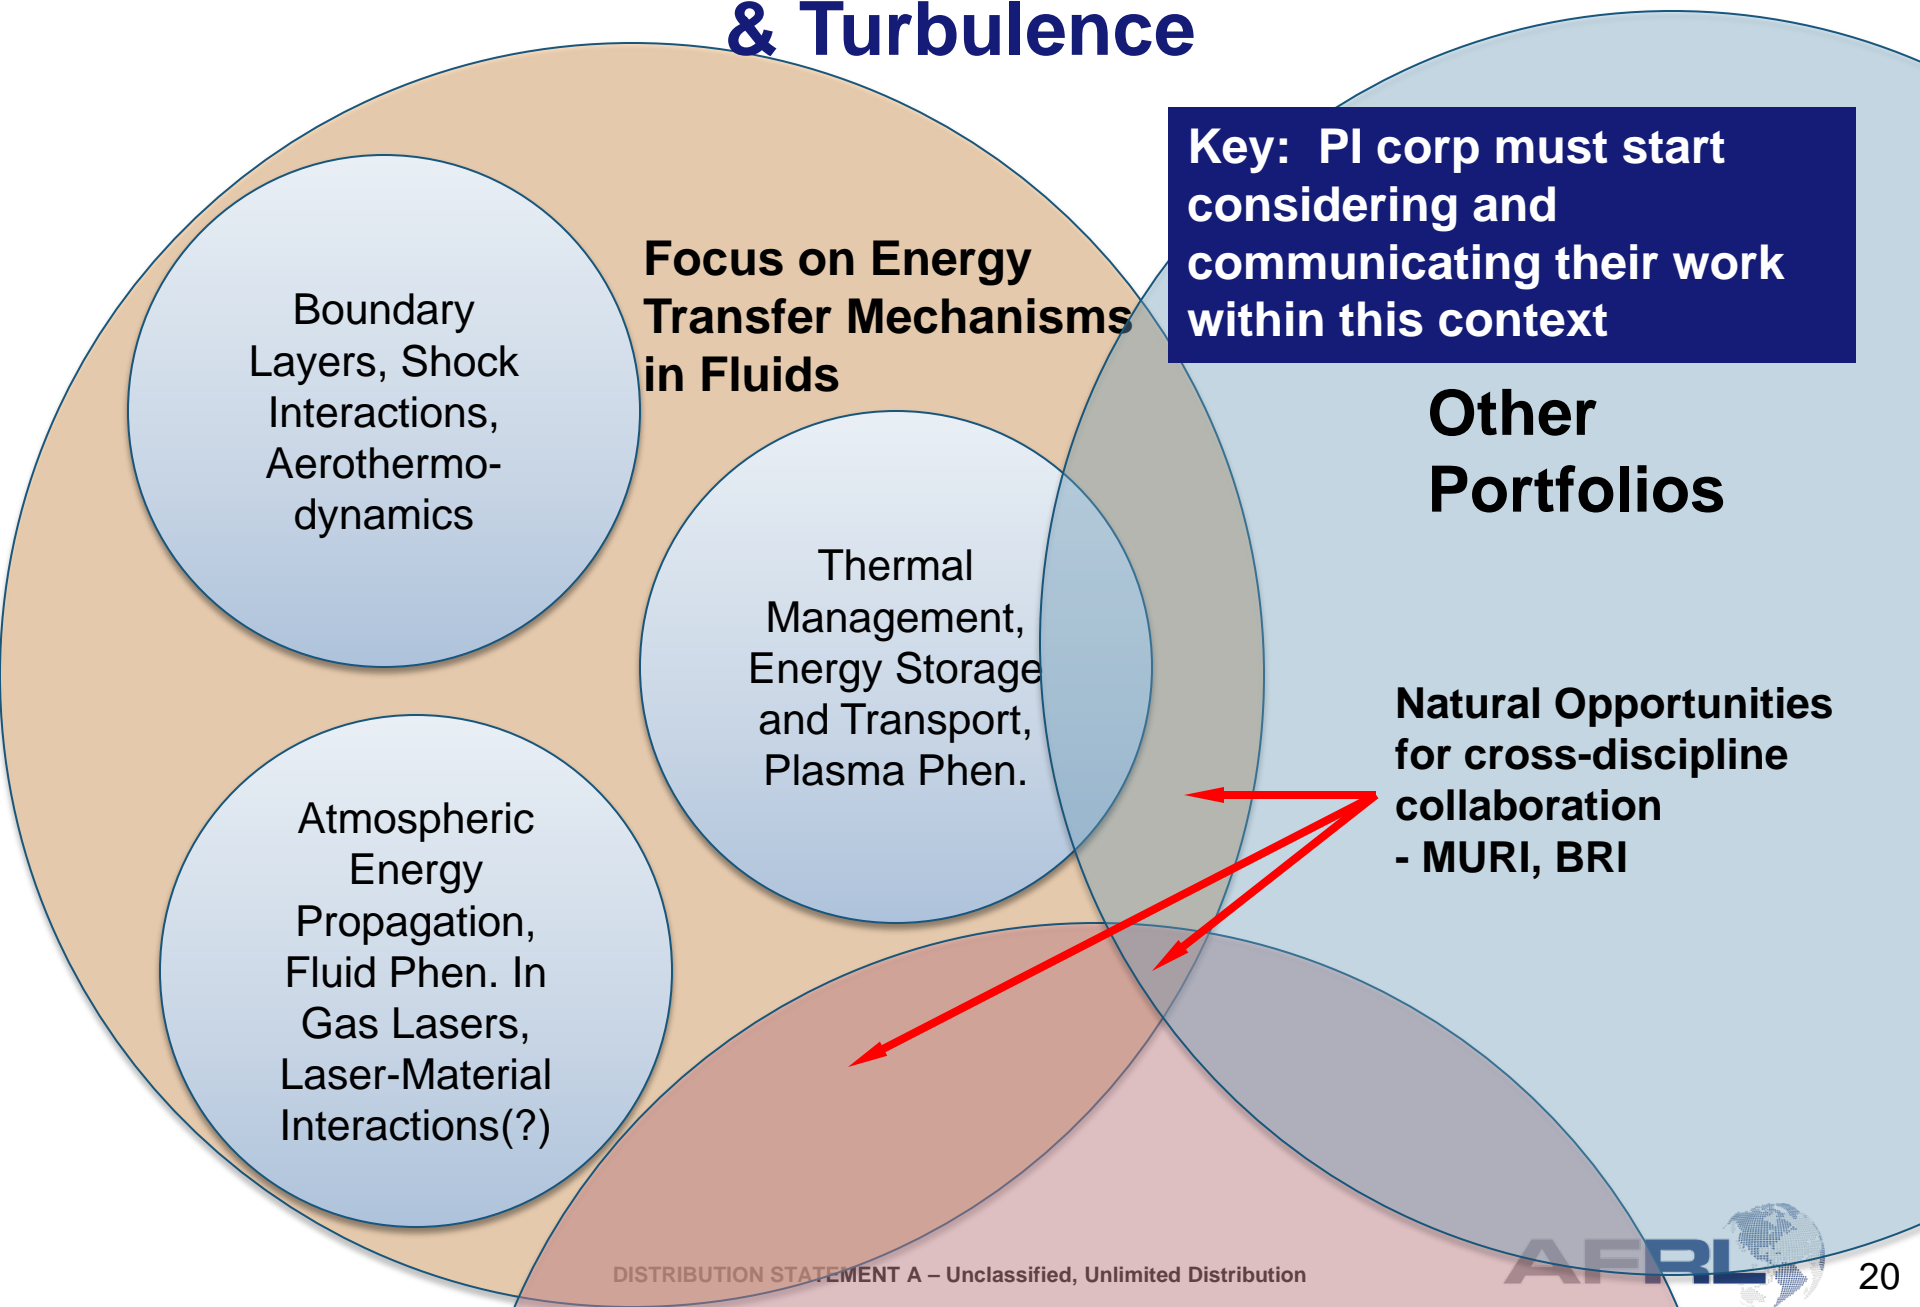 & Turbulence
Key: PI corp must start
considering and
communicating their work
within this context
Focus on Energy
Transfer Mechanisms
in Fluids
Boundary
Layers, Shock
Interactions,
Aerothermo-
dynamics
Other
Portfolios
Thermal
Management,
Energy Storage
and Transport,
Plasma Phen.
Natural Opportunities
for cross-discipline
collaboration
- MURI, BRI
Atmospheric
Energy
Propagation,
Fluid Phen. In
Gas Lasers,
Laser-Material
Interactions(?)
DISTRIBUTION STATEMENT A – Unclassified, Unlimited Distribution
AFRL
20